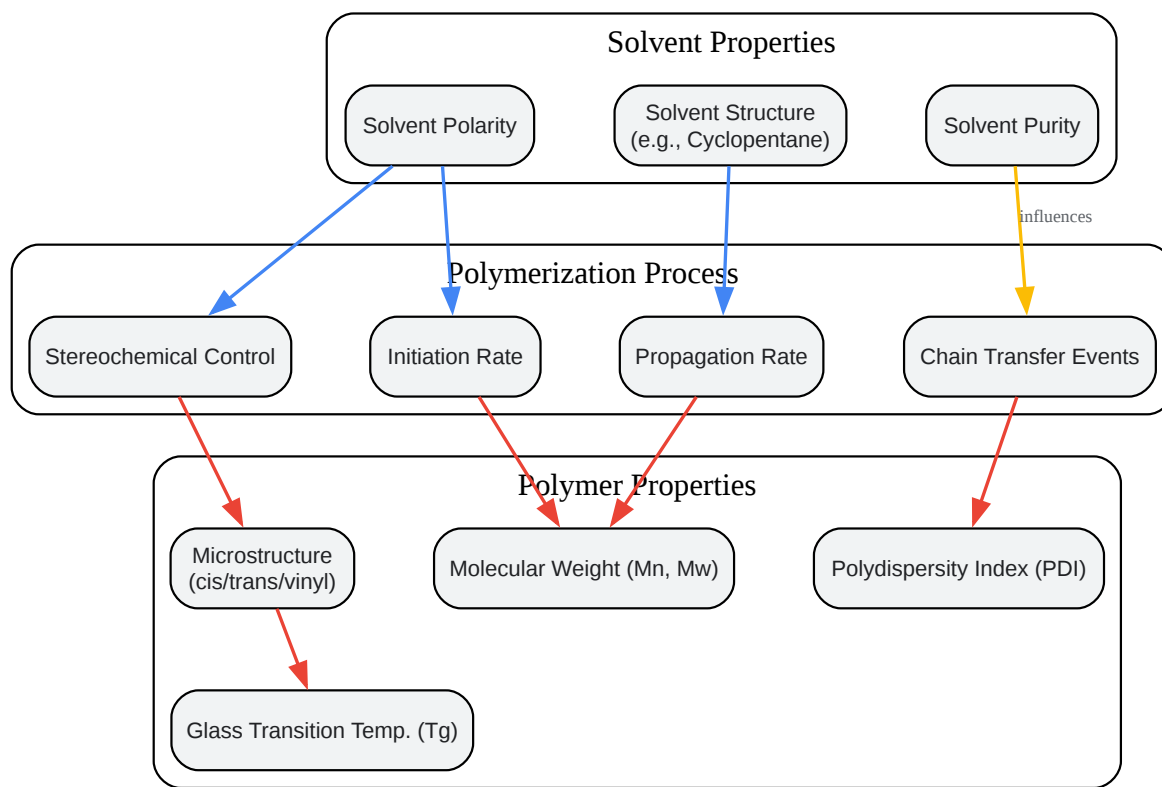 Solvent Properties
Solvent Polarity
Solvent Structure
(e.g., Cyclopentane)
Solvent Purity
influences
Polymerization Process
Stereochemical Control
Initiation Rate
Propagation Rate
Chain Transfer Events
Polymer Properties
Microstructure
(cis/trans/vinyl)
Molecular Weight (Mn, Mw)
Polydispersity Index (PDI)
Glass Transition Temp. (Tg)